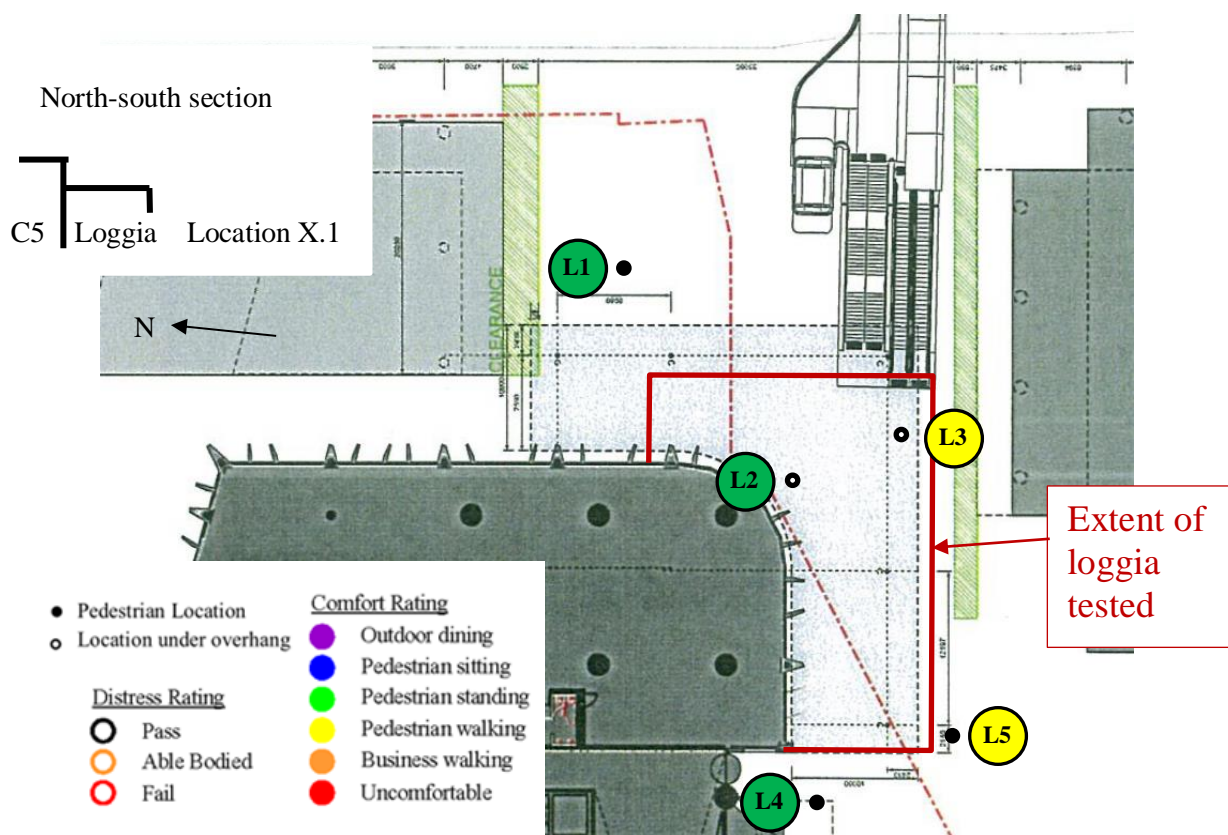 North-south section
C5 Loggia Location X.1
N
CLEARANCE
L1
L2
L3
L4
L5
Extent of
loggia
tested
Pedestrian Location
Location under overhang
Distress Rating
Pass
Able Bodied
Fail
Comfort Rating
Outdoor dining
Pedestrian sitting
Pedestrian standing
Pedestrian walking
Business walking
Uncomfortable